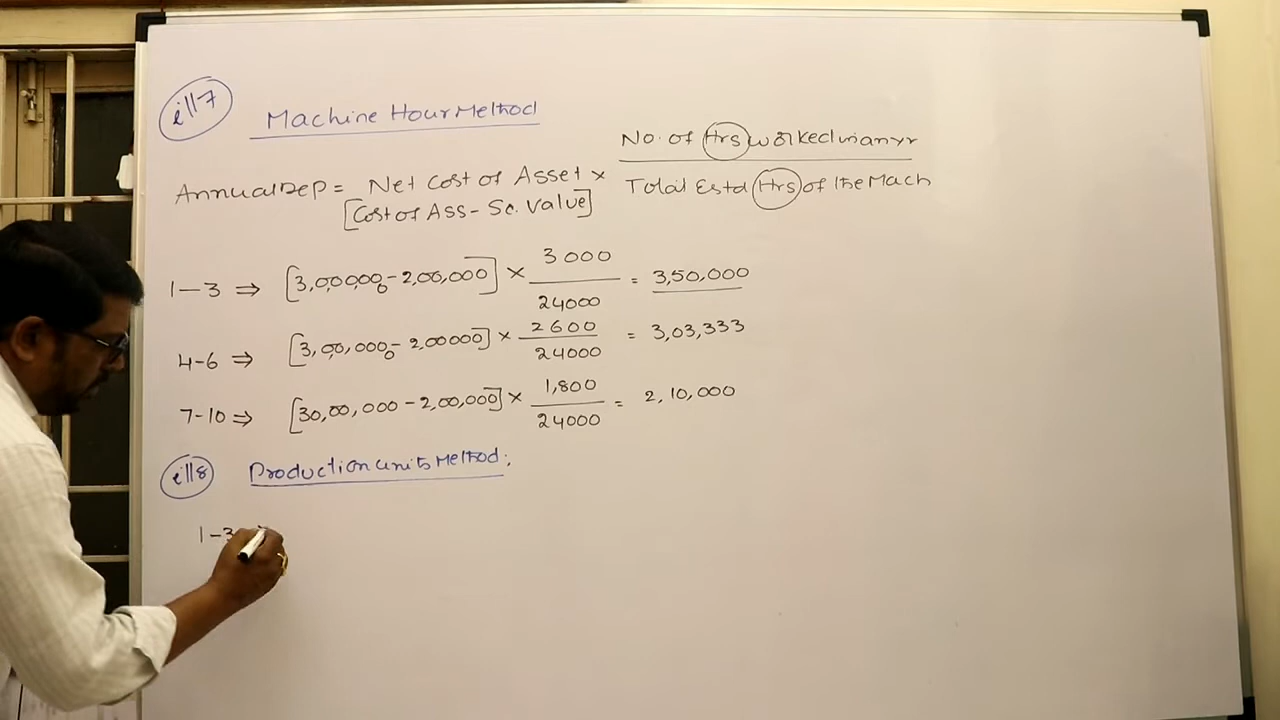 ill7 Machine Hour Method
Annual Dep = Net Cost of Asset × No. of Hrs worked in an yr / Total Estd Hrs of the Mach
[Cost of Ass - Sc. Value]
1-3 ⇒ [3,00,000,0 - 2,00,000] × 3000 / 24000 = 3,50,000
4-6 ⇒ [3,00,000,0 - 2,00000] × 2600 / 24000 = 3,03,333
7-10 ⇒ [30,00,000 - 2,00,000] × 1,800 / 24000 = 2,10,000
ill8 Production units Method:
1-3